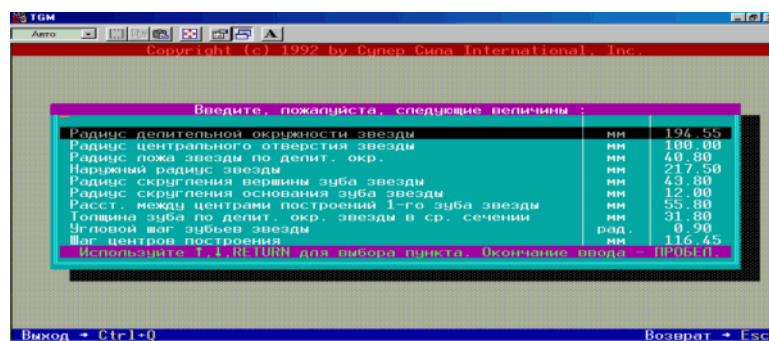 TGM
Авто
A
Copyright (c) 1992 by Супер Сила International, Inc.
Введите, пожалуйста, следующие величины :
Радиус делительной окружности звезды мм 194.55
Радиус центрального отверстия звезды мм 100.00
Радиус ложа звезды по делит. окр. мм 40.80
Наружный радиус звезды мм 217.50
Радиус скругления вершины зуба звезды мм 43.80
Радиус скругления основания зуба звезды мм 12.00
Расст. между центрами построений 1-го зуба звезды мм 55.80
Толщина зуба по делит. окр. звезды в ср. сечении мм 31.80
Угловой шаг зубьев звезды рад. 0.90
Шаг центров построения мм 116.45
Используйте ↑,↓,RETURN для выбора пункта. Окончание ввода - ПРОБЕЛ.
Выход → Ctrl+Q Возврат → Esc